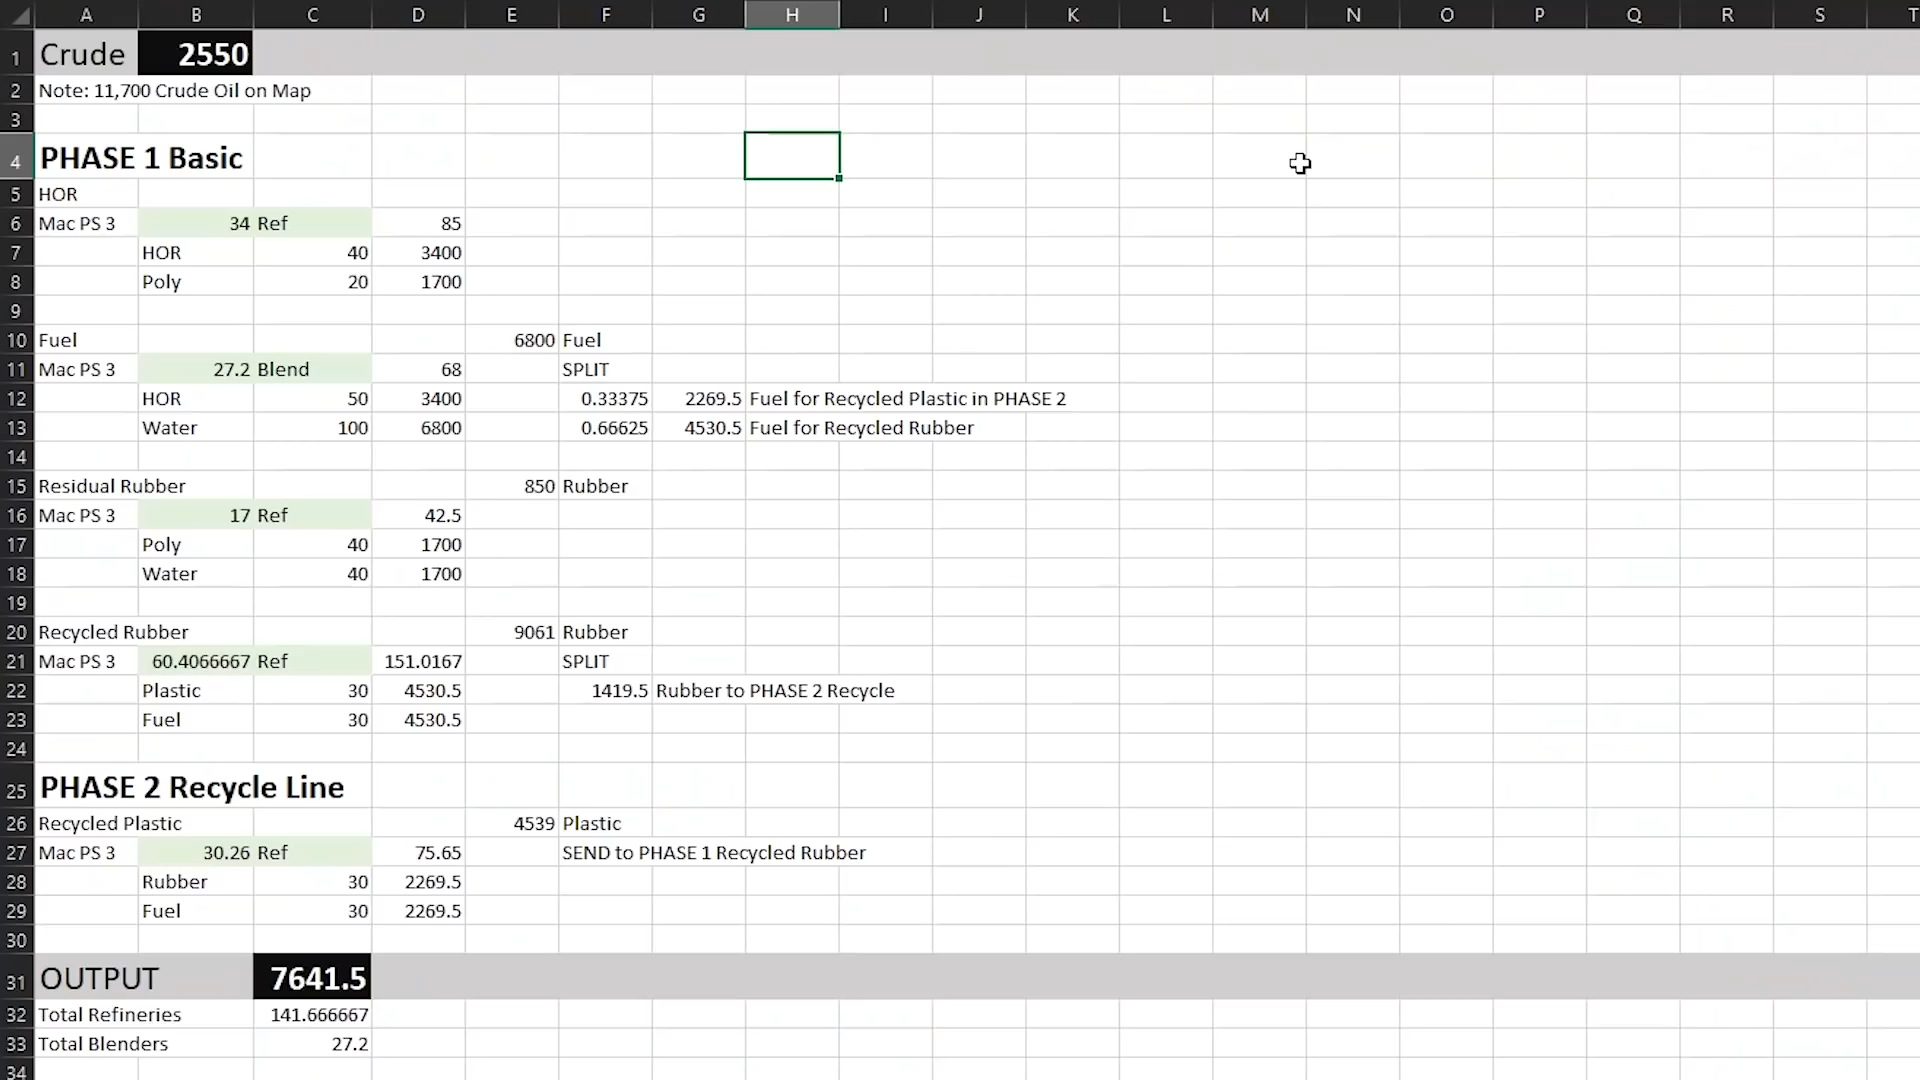 A B C D E F G H I J K L M N O P Q R S T
1 Crude 2550
2 Note: 11,700 Crude Oil on Map
3
4 PHASE 1 Basic
5 HOR
6 Mac PS 3 34 Ref 85
7 HOR 40 3400
8 Poly 20 1700
9
10 Fuel 6800 Fuel
11 Mac PS 3 27.2 Blend 68 SPLIT
12 HOR 50 3400 0.33375 2269.5 Fuel for Recycled Plastic in PHASE 2
13 Water 100 6800 0.66625 4530.5 Fuel for Recycled Rubber
14
15 Residual Rubber 850 Rubber
16 Mac PS 3 17 Ref 42.5
17 Poly 40 1700
18 Water 40 1700
19
20 Recycled Rubber 9061 Rubber
21 Mac PS 3 60.4066667 Ref 151.0167 SPLIT
22 Plastic 30 4530.5 1419.5 Rubber to PHASE 2 Recycle
23 Fuel 30 4530.5
24
25 PHASE 2 Recycle Line
26 Recycled Plastic 4539 Plastic
27 Mac PS 3 30.26 Ref 75.65 SEND to PHASE 1 Recycled Rubber
28 Rubber 30 2269.5
29 Fuel 30 2269.5
30
31 OUTPUT 7641.5
32 Total Refineries 141.666667
33 Total Blenders 27.2
34